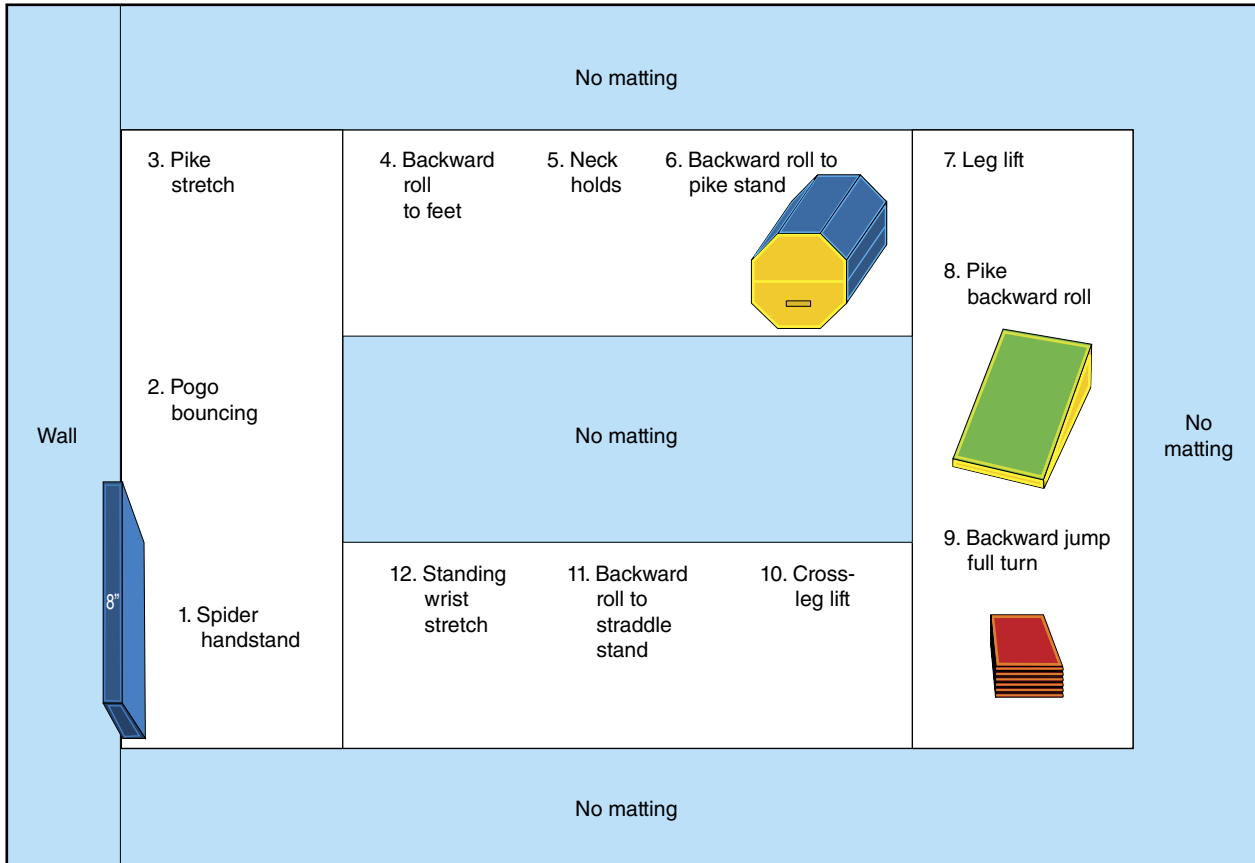 No matting
3. Pike
stretch
4. Backward
roll
to feet
5. Neck
holds
6. Backward roll to
pike stand
7. Leg lift
8. Pike
backward roll
2. Pogo
bouncing
Wall
No matting
No
matting
8"
1. Spider
handstand
12. Standing
wrist
stretch
11. Backward
roll to
straddle
stand
10. Cross-
leg lift
9. Backward jump
full turn
No matting